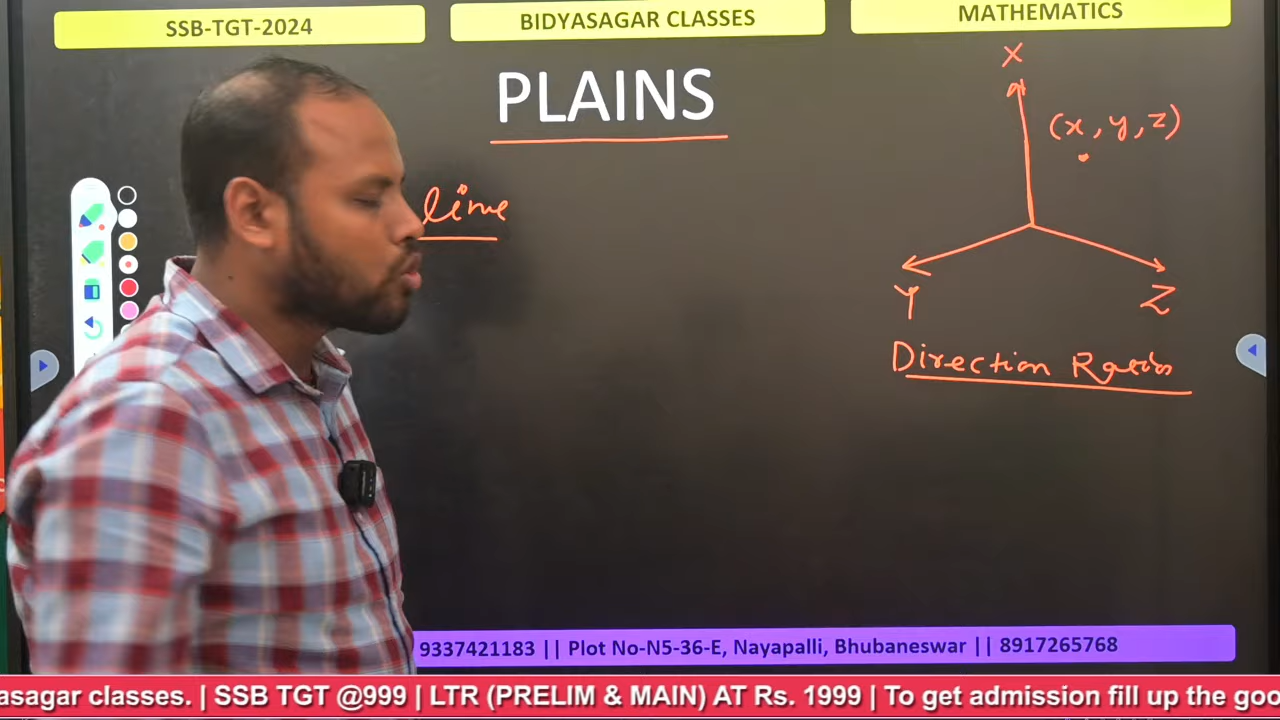 SSB-TGT-2024
BIDYASAGAR CLASSES
MATHEMATICS
PLAINS
X
(x, y, z)
line
Y
Z
Direction Ratios
9337421183 || Plot No-N5-36-E, Nayapalli, Bhubaneswar || 8917265768
asagar classes. | SSB TGT @999 | LTR (PRELIM & MAIN) AT Rs. 1999 | To get admission fill up the goo